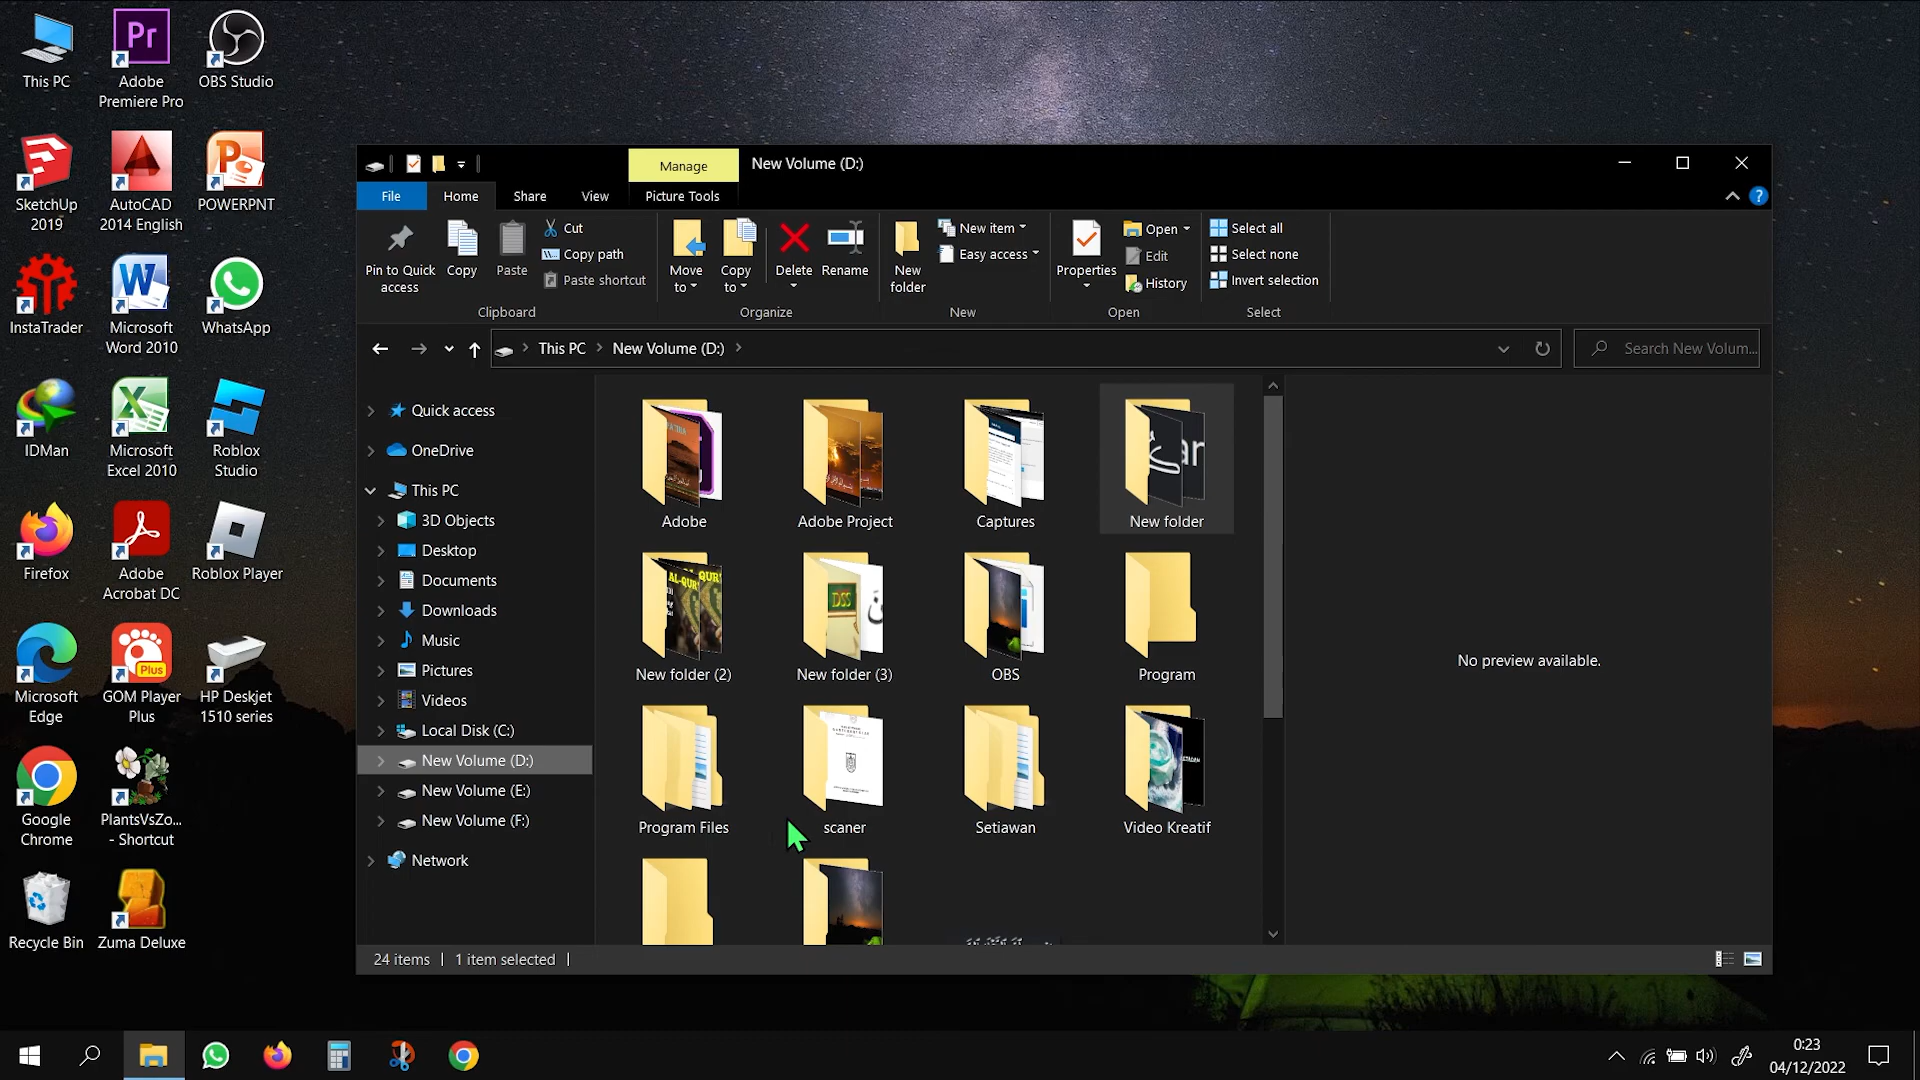 This PC
Adobe
Premiere Pro
OBS Studio
SketchUp
2019
AutoCAD
2014 English
POWERPNT
InstaTrader
Microsoft
Word 2010
WhatsApp
IDMan
Microsoft
Excel 2010
Roblox
Studio
Firefox
Adobe
Acrobat DC
Roblox Player
Microsoft
Edge
GOM Player
Plus
HP Deskjet
1510 series
Google
Chrome
PlantsVsZo...
- Shortcut
Recycle Bin
Zuma Deluxe
Pr
Plus
Manage
New Volume (D:)
File
Home
Share
View
Picture Tools
Pin to Quick
access
Copy
Paste
Cut
Copy path
Paste shortcut
Clipboard
Move
to
Copy
to
Delete
Rename
Organize
New
folder
New item
Easy access
New
Properties
Open
Edit
History
Open
Select all
Select none
Invert selection
Select
This PC
New Volume (D:)
Search New Volum...
Quick access
OneDrive
This PC
3D Objects
Desktop
Documents
Downloads
Music
Pictures
Videos
Local Disk (C:)
New Volume (D:)
New Volume (E:)
New Volume (F:)
Network
Adobe
Adobe Project
Captures
New folder
New folder (2)
New folder (3)
OBS
Program
Program Files
scaner
Setiawan
Video Kreatif
DSS
No preview available.
24 items
1 item selected
0:23
04/12/2022